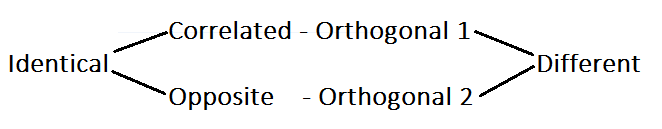 Correlated - Orthogonal 1
Identical Different
Opposite - Orthogonal 2